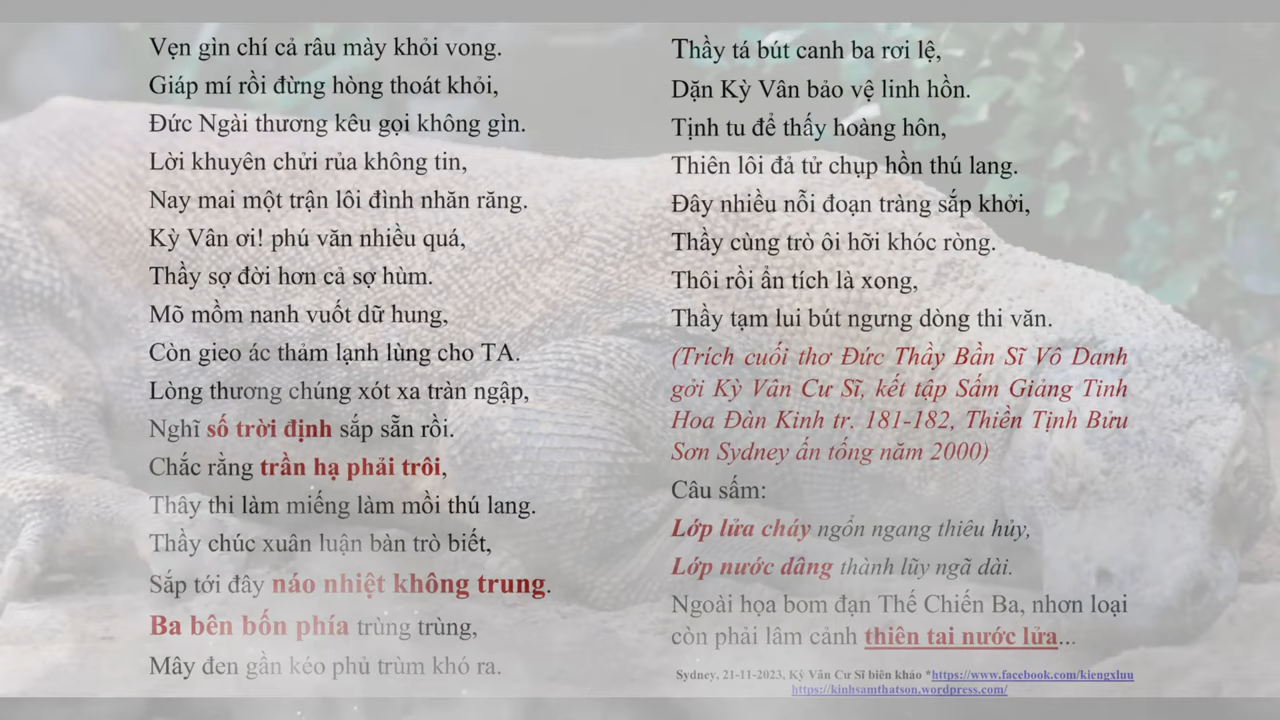 Vẹn gìn chí cả râu mày khỏi vong.
Giáp mí rồi đừng hòng thoát khỏi,
Đức Ngài thương kêu gọi không gìn.
Lời khuyên chửi rủa không tin,
Nay mai một trận lôi đình nhăn răng.
Kỳ Vân ơi! phú văn nhiều quá,
Thầy sợ đời hơn cả sợ hùm.
Mõ mồm nanh vuốt dữ hung,
Còn gieo ác thảm lạnh lùng cho TA.
Lòng thương chúng xót xa tràn ngập,
Nghĩ số trời định sắp sẵn rồi.
Chắc rằng trần hạ phải trôi,
Thây thi làm miếng làm mồi thú lang.
Thầy chúc xuân luận bàn trò biết,
Sắp tới đây náo nhiệt không trung.
Ba bên bốn phía trùng trùng,
Mây đen gần kéo phủ trùm khó ra.
Thầy tá bút canh ba rơi lệ,
Dặn Kỳ Vân bảo vệ linh hồn.
Tịnh tu để thấy hoàng hôn,
Thiên lôi đả tử chụp hồn thú lang.
Đây nhiều nỗi đoạn tràng sắp khởi,
Thầy cùng trò ôi hỡi khóc ròng.
Thôi rồi ẩn tích là xong,
Thầy tạm lui bút ngưng dòng thi văn.
(Trích cuối thơ Đức Thầy Bần Sĩ Vô Danh
gởi Kỳ Vân Cư Sĩ, kết tập Sấm Giảng Tinh
Hoa Đàn Kinh tr. 181-182, Thiền Tịnh Bửu
Sơn Sydney ấn tống năm 2000)
Câu sấm:
Lớp lửa cháy ngổn ngang thiêu hủy,
Lớp nước dâng thành lũy ngã dài.
Ngoài họa bom đạn Thế Chiến Ba, nhơn loại
còn phải lâm cảnh thiên tai nước lửa...
Sydney, 21-11-2023, Kỳ Vân Cư Sĩ biên khảo *https://www.facebook.com/kiengxluu
https://kinhsamthatson.wordpress.com/